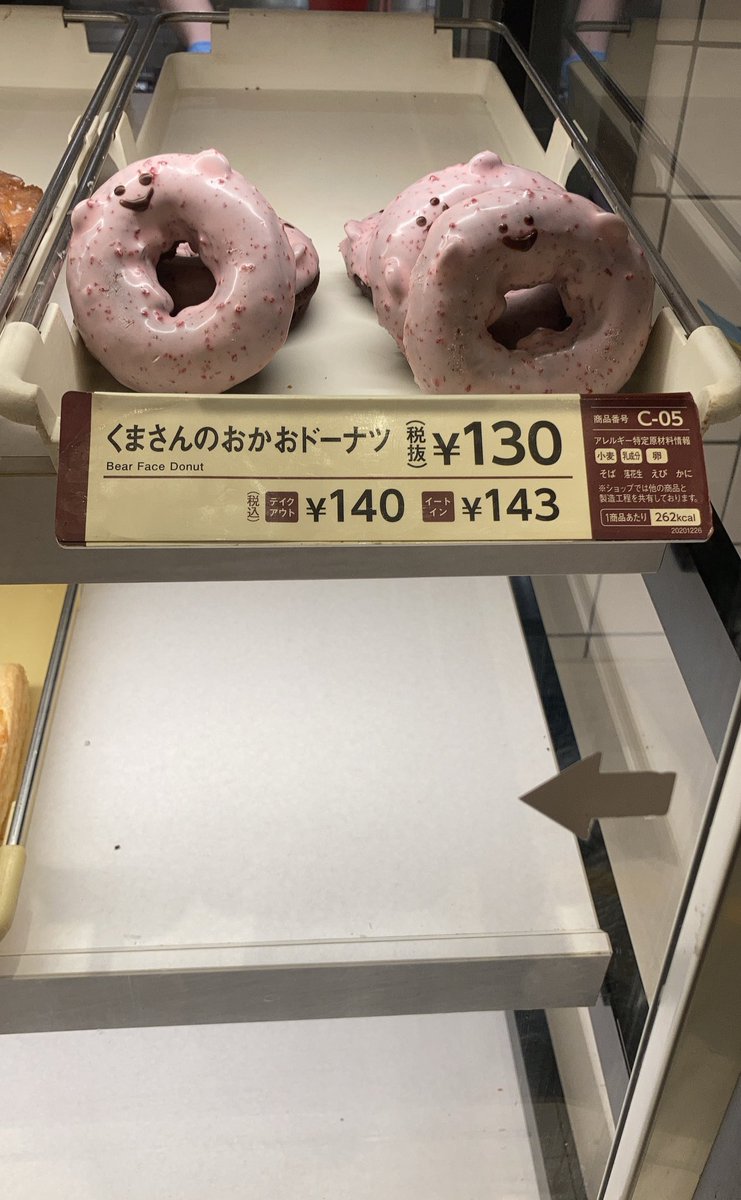 くまさんのおかおドーナツ (税抜) ¥130
Bear Face Donut
(税込) テイクアウト ¥140 イートイン ¥143
商品番号 C-05
アレルギー特定原材料情報
小麦 乳成分 卵
そば 落花生 えび かに
※ショップでは他の商品と
製造工程を共有しております。
1商品あたり 262kcal
20201226